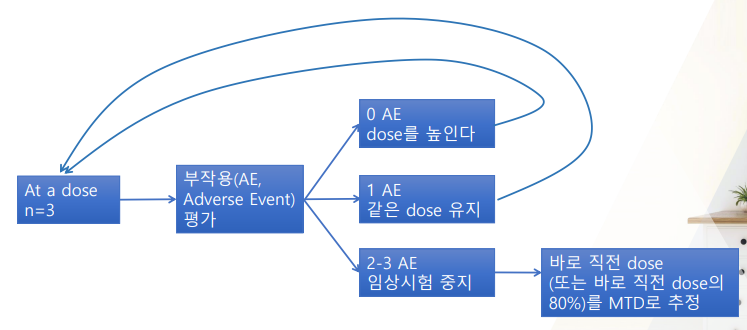 At a dose
n=3
부작용(AE,
Adverse Event)
평가
0 AE
dose를 높인다
1 AE
같은 dose 유지
2-3 AE
임상시험 중지
바로 직전 dose
(또는 바로 직전 dose의
80%)를 MTD로 추정